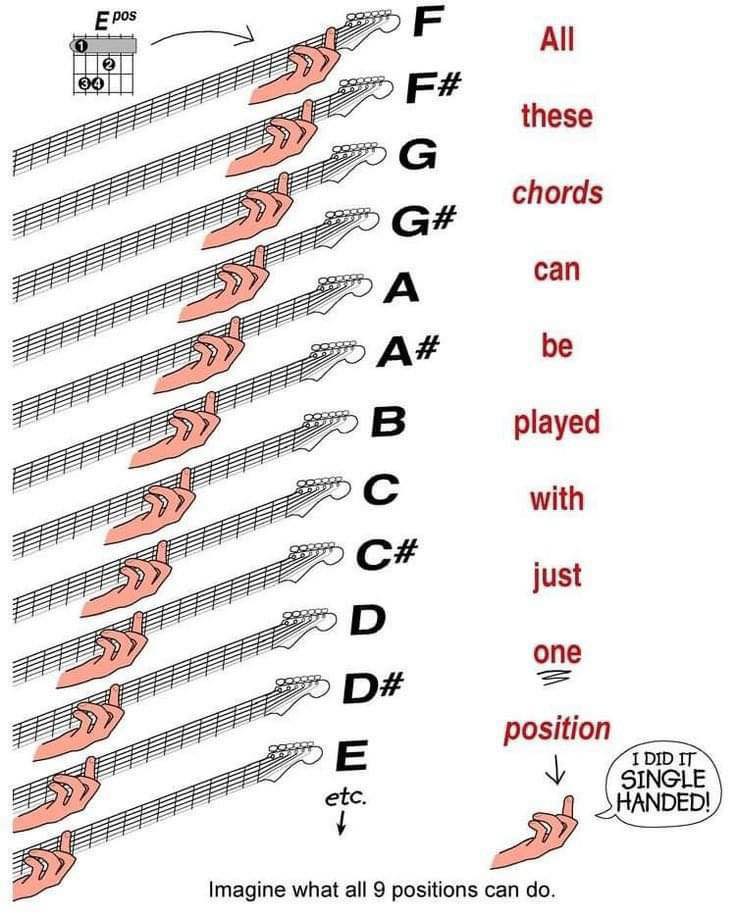 E pos
1
2
3 4
F
F#
G
G#
A
A#
B
C
C#
D
D#
E
etc.
All
these
chords
can
be
played
with
just
one
position
I DID IT
SINGLE
HANDED!
Imagine what all 9 positions can do.